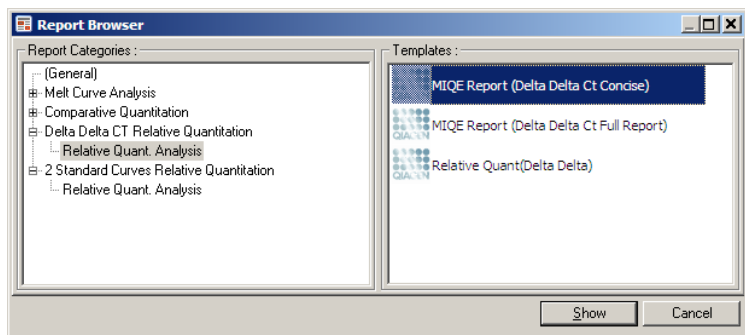 Report Browser
Report Categories :
(General)
Melt Curve Analysis
Comparative Quantitation
Delta Delta CT Relative Quantitation
Relative Quant. Analysis
2 Standard Curves Relative Quantitation
Relative Quant. Analysis
Templates :
MIQE Report (Delta Delta Ct Concise)
MIQE Report (Delta Delta Ct Full Report)
QIAGEN
Relative Quant(Delta Delta)
QIAGEN
Show
Cancel